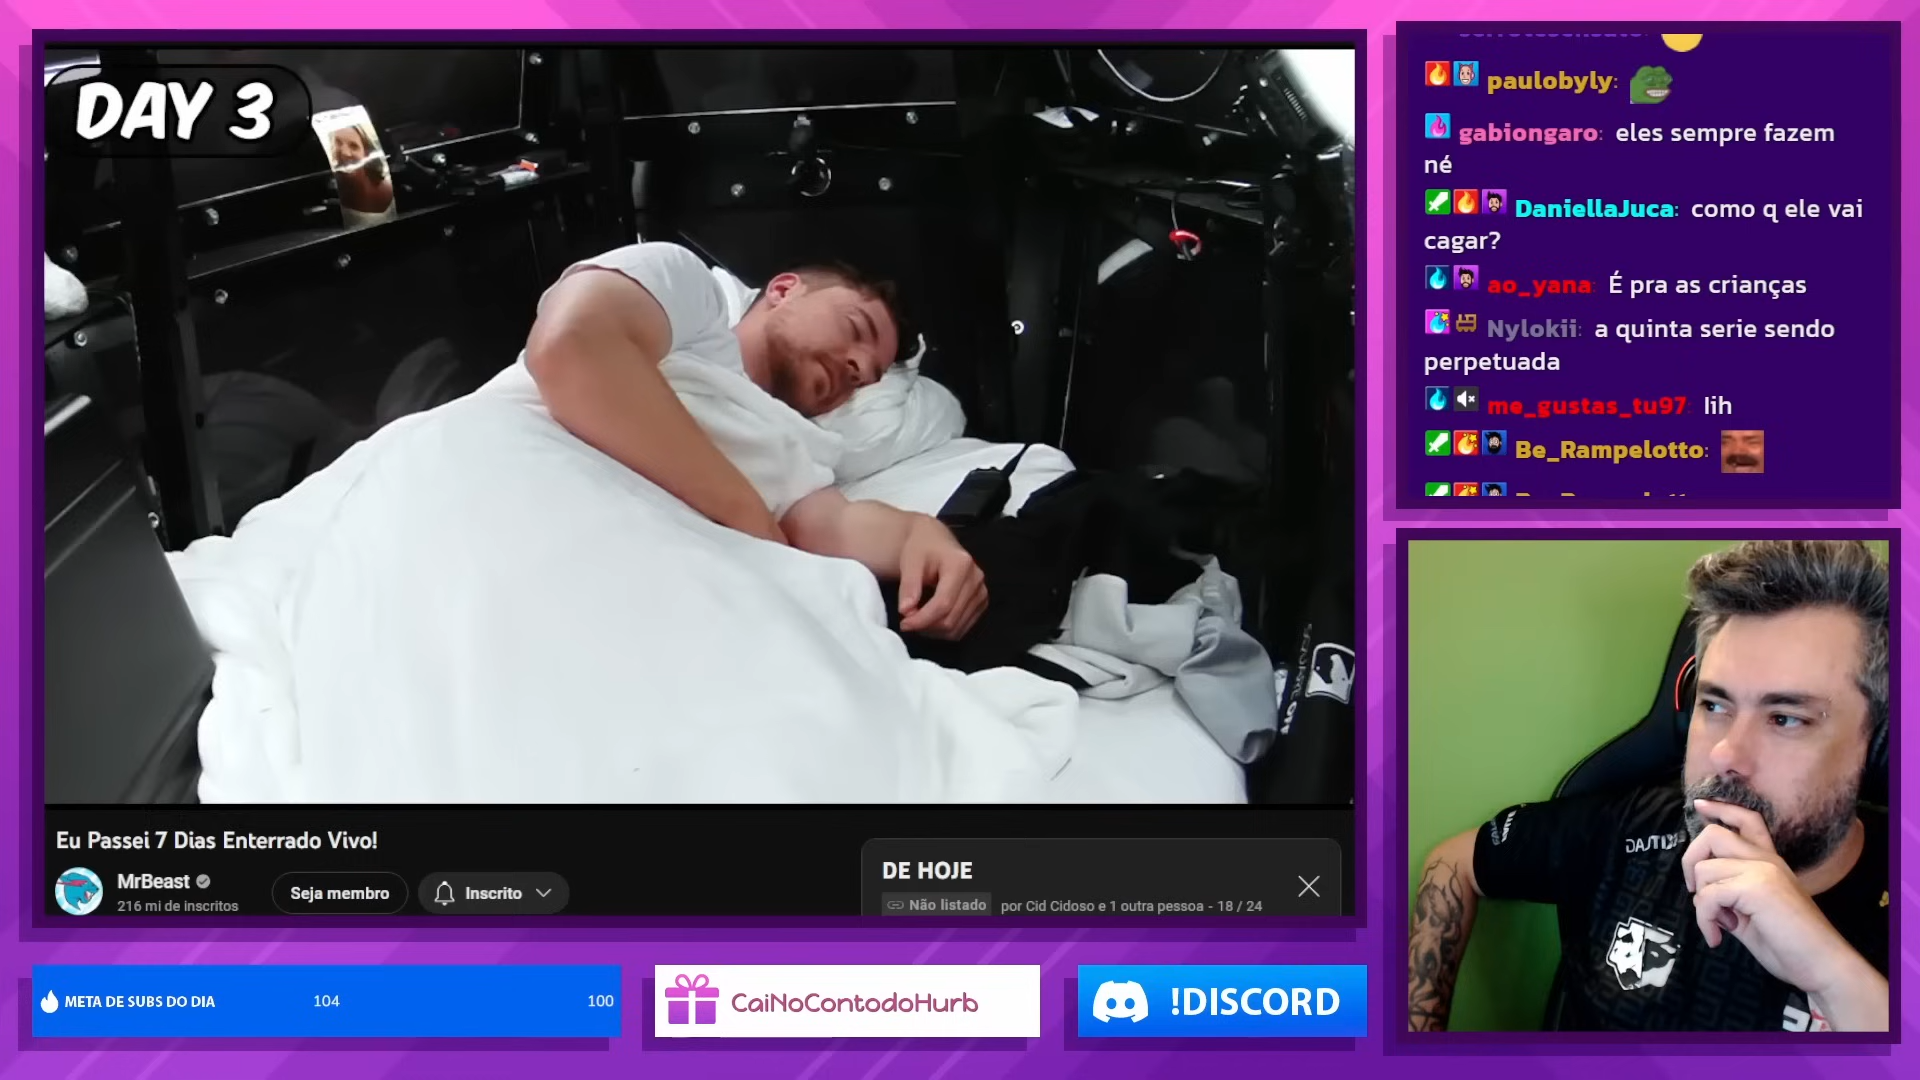 DAY 3
Eu Passei 7 Dias Enterrado Vivo!
MrBeast
216 mi de inscritos
Seja membro
Inscrito
DE HOJE
Não listado
por Cid Cidoso e 1 outra pessoa - 18 / 24
paulobyly:
gabiongaro: eles sempre fazem
né
DaniellaJuca: como q ele vai
cagar?
ao_yana: É pra as crianças
Nylokii: a quinta serie sendo
perpetuada
me_gustas_tu97: lih
Be_Rampelotto:
META DE SUBS DO DIA 104 100
CaiNoContodoHurb
!DISCORD